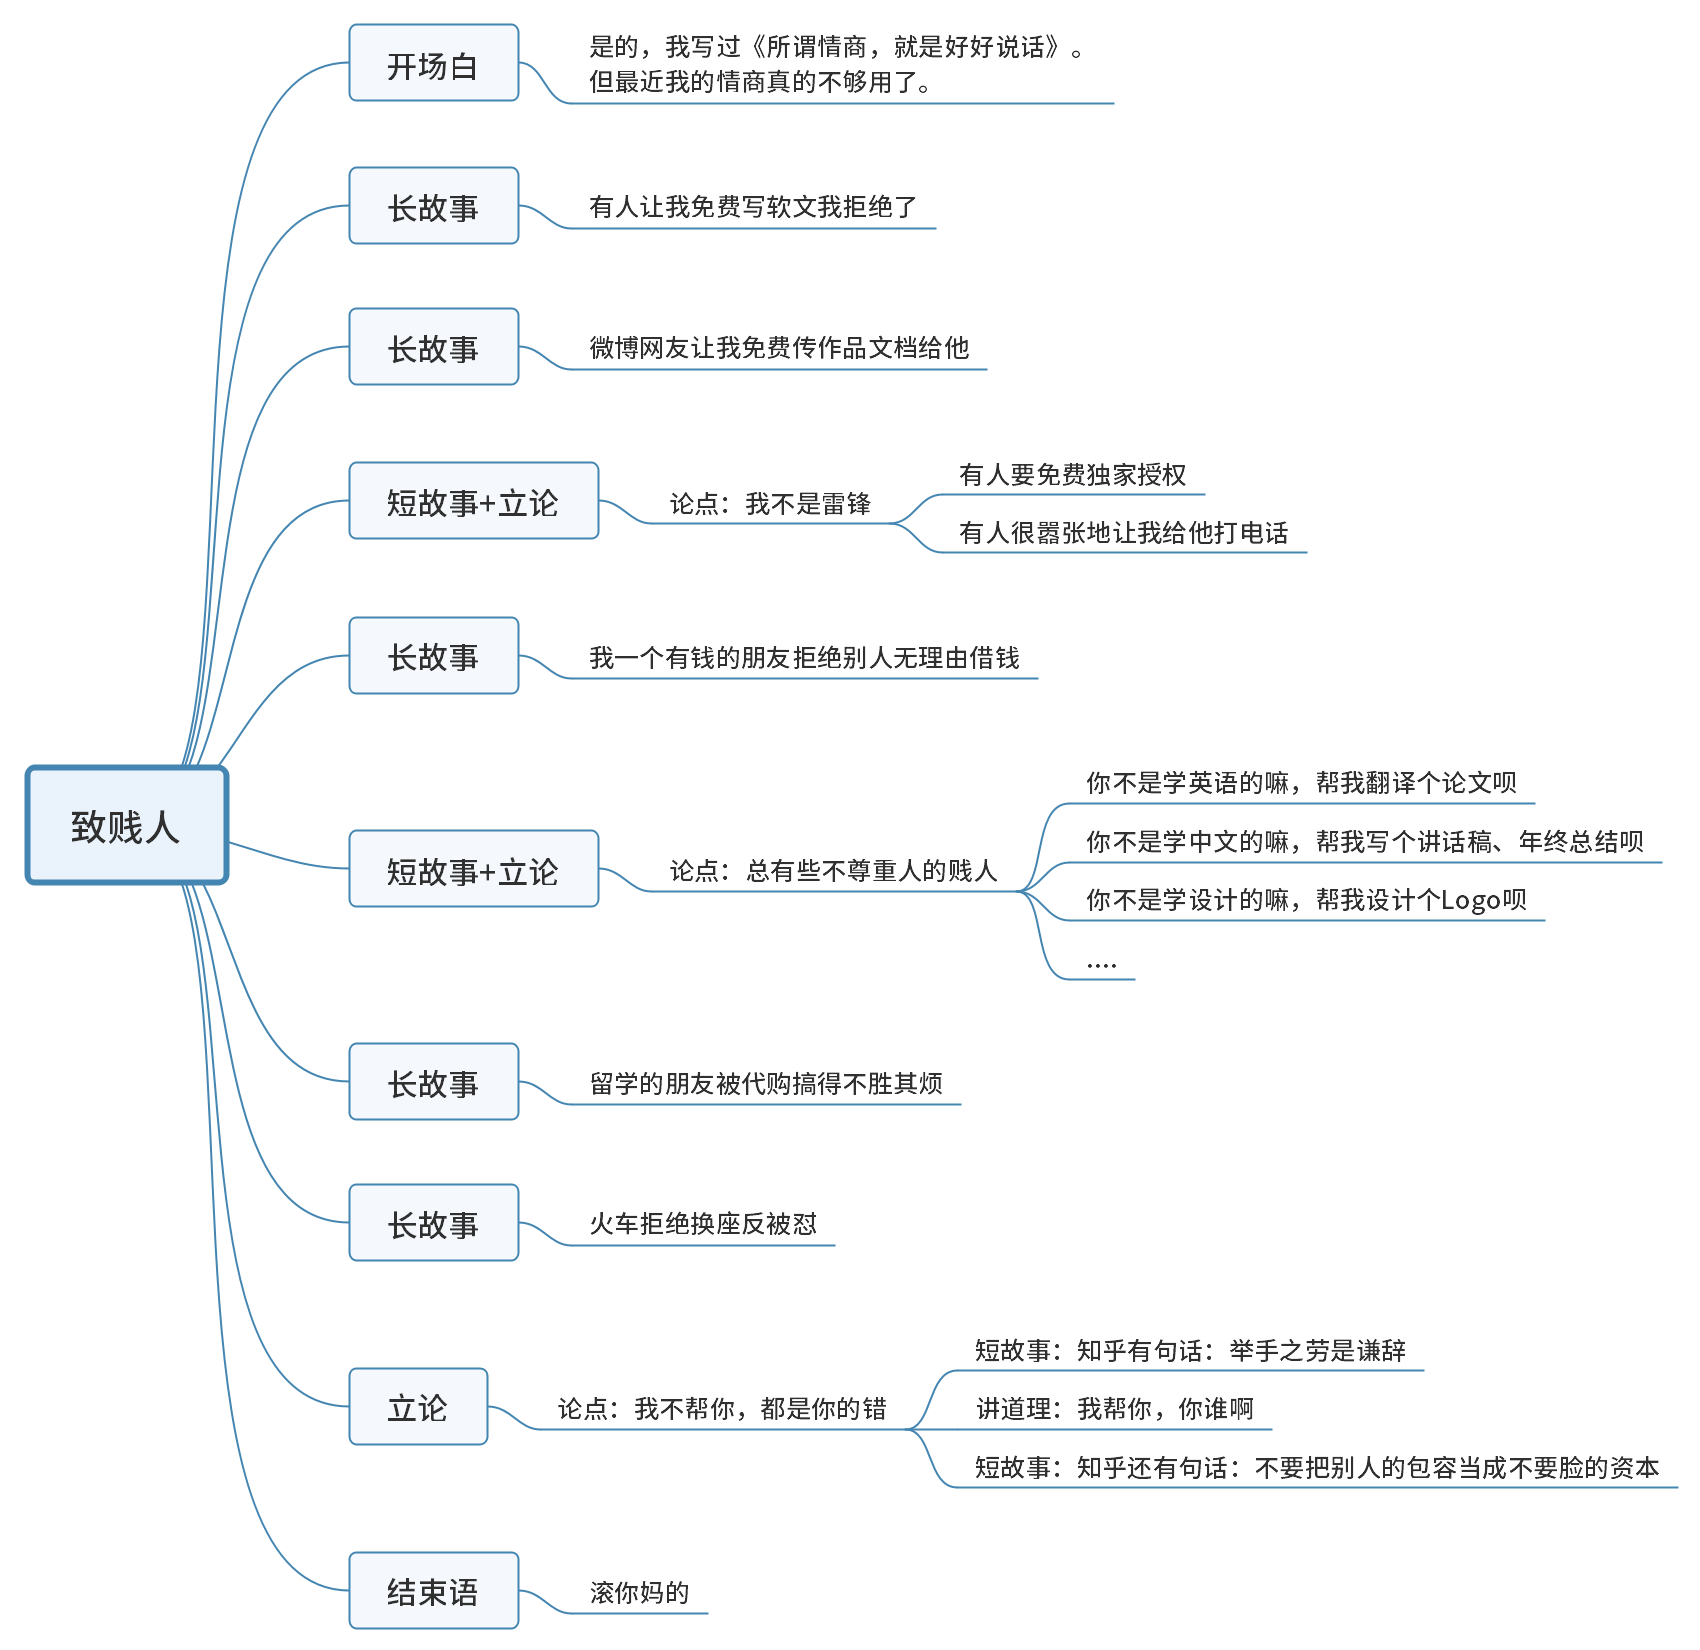 致贱人
开场白
是的，我写过《所谓情商，就是好好说话》。
但最近我的情商真的不够用了。
长故事
有人让我免费写软文我拒绝了
长故事
微博网友让我免费传作品文档给他
短故事+立论
论点：我不是雷锋
有人要免费独家授权
有人很嚣张地让我给他打电话
长故事
我一个有钱的朋友拒绝别人无理由借钱
短故事+立论
论点：总有些不尊重人的贱人
你不是学英语的嘛，帮我翻译个论文呗
你不是学中文的嘛，帮我写个讲话稿、年终总结呗
你不是学设计的嘛，帮我设计个Logo呗
....
长故事
留学的朋友被代购搞得不胜其烦
长故事
火车拒绝换座反被怼
立论
论点：我不帮你，都是你的错
短故事：知乎有句话：举手之劳是谦辞
讲道理：我帮你，你谁啊
短故事：知乎还有句话：不要把别人的包容当成不要脸的资本
结束语
滚你妈的